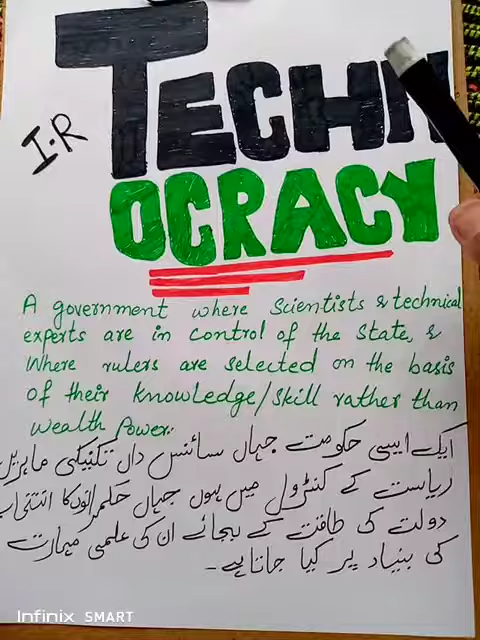 I.R
TECHN
OCRACY
A government where Scientists & technical
experts are in control of the State, &
Where rulers are selected on the basis
of their knowledge/skill rather than
Wealth Power.
ایک ایسی حکومت جہاں سائنس داں تکنیکی ماہرین
ریاست کے کنٹرول میں ہوں جہاں حکمرانوں کا انتخاب
دولت کی طاقت کے بجائے ان کی علمی مہارت
کی بنیاد پر کیا جاتا ہے۔
Infinix SMART